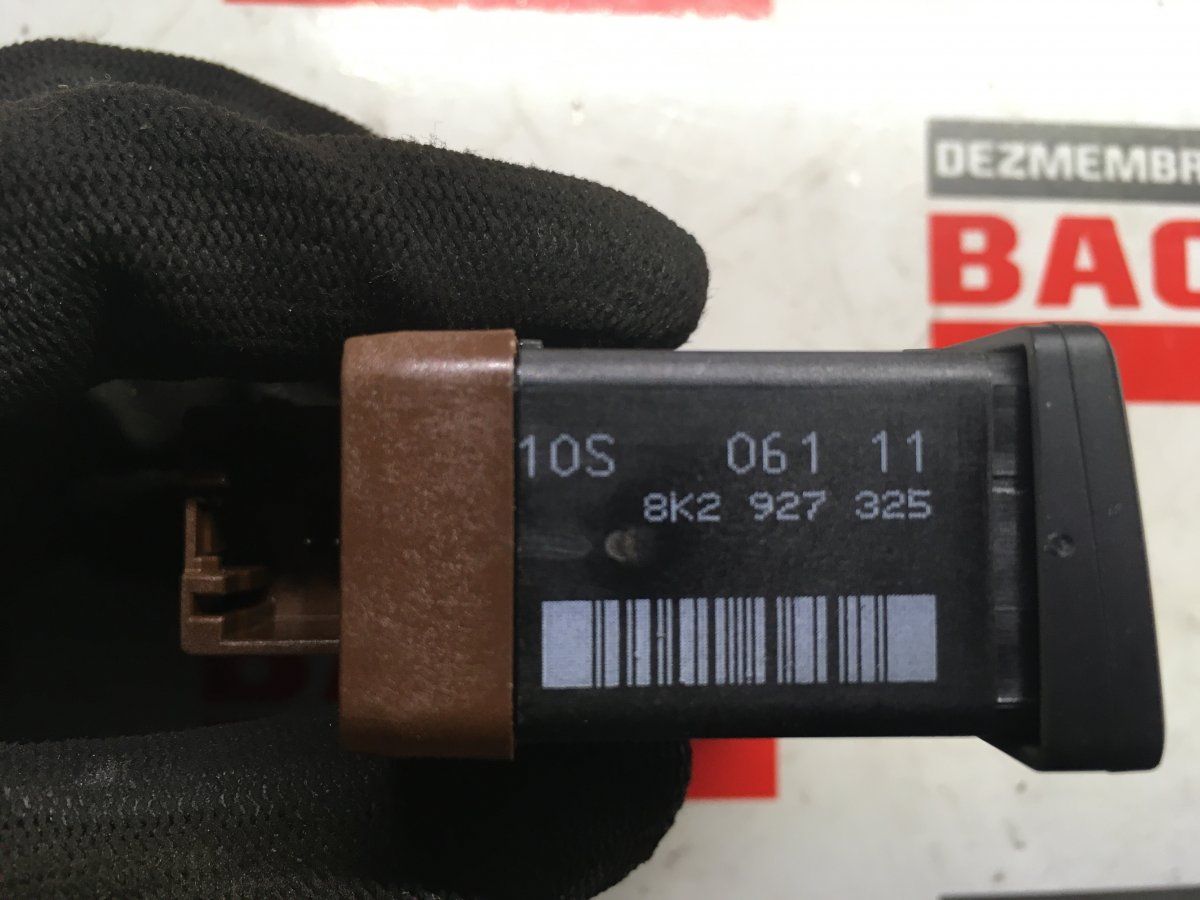 DEZMEMBR
BAC
10S 061 11
8K2 927 325